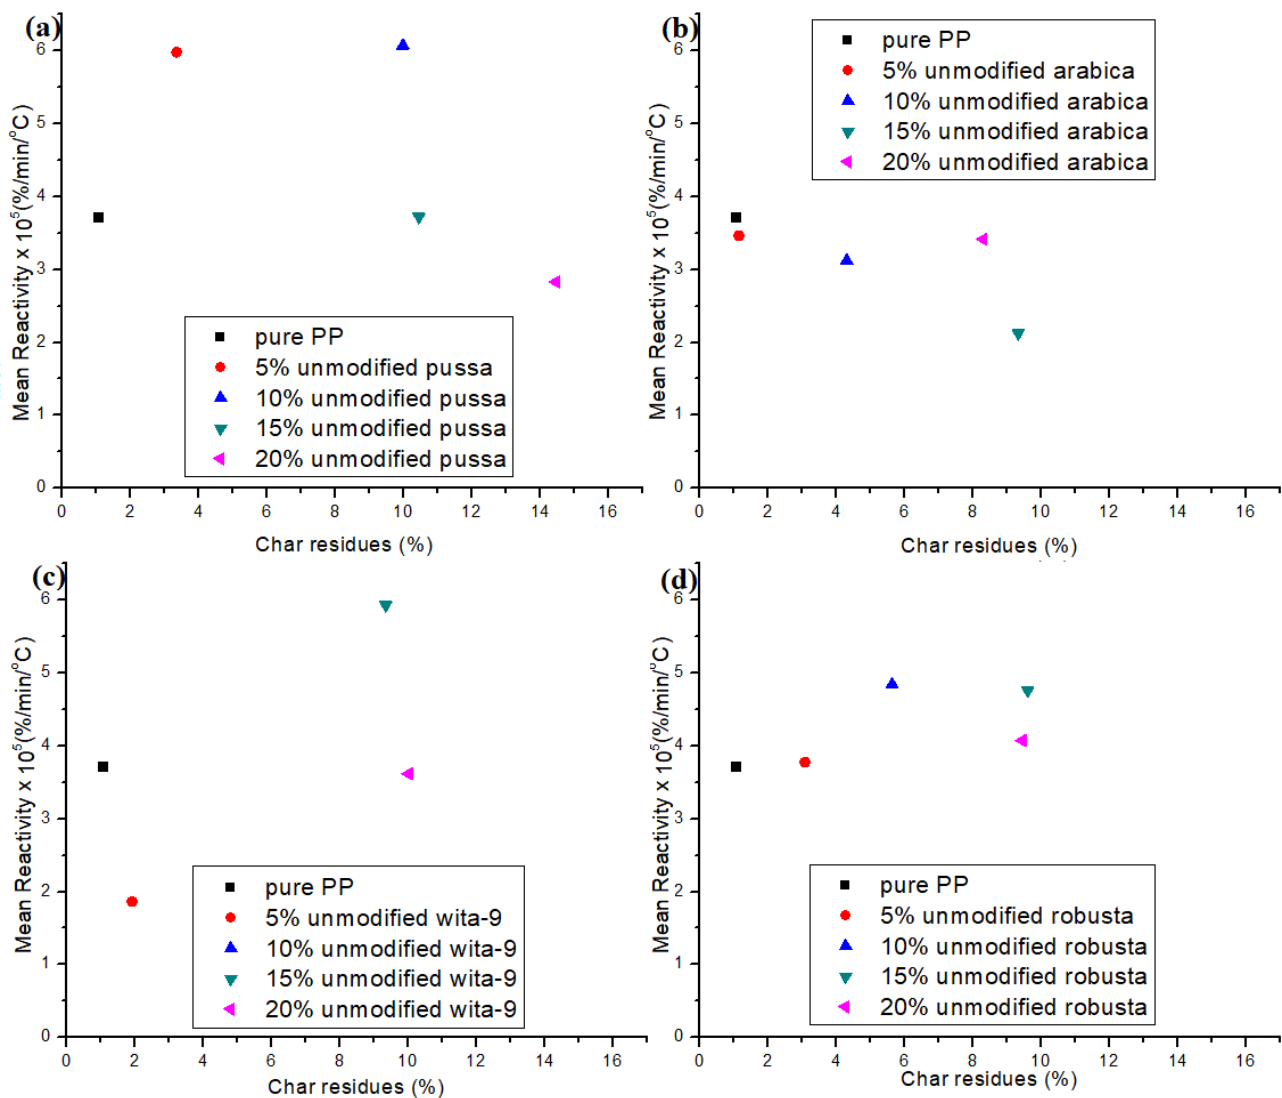 (a)
Mean Reactivity x 10⁵(%/min/°C)
6
5
4
3
2
1
0
pure PP
5% unmodified pussa
10% unmodified pussa
15% unmodified pussa
20% unmodified pussa
0 2 4 6 8 10 12 14 16
Char residues (%)
(b)
Mean Reactivity x 10⁵(%/min/°C)
6
5
4
3
2
1
0
pure PP
5% unmodified arabica
10% unmodified arabica
15% unmodified arabica
20% unmodified arabica
0 2 4 6 8 10 12 14 16
Char residues (%)
(c)
Mean Reactivity x 10⁵(%/min/°C)
6
5
4
3
2
1
0
pure PP
5% unmodified wita-9
10% unmodified wita-9
15% unmodified wita-9
20% unmodified wita-9
0 2 4 6 8 10 12 14 16
Char residues (%)
(d)
Mean Reactivity x 10⁵(%/min/°C)
6
5
4
3
2
1
0
pure PP
5% unmodified robusta
10% unmodified robusta
15% unmodified robusta
20% unmodified robusta
0 2 4 6 8 10 12 14 16
Char residues (%)